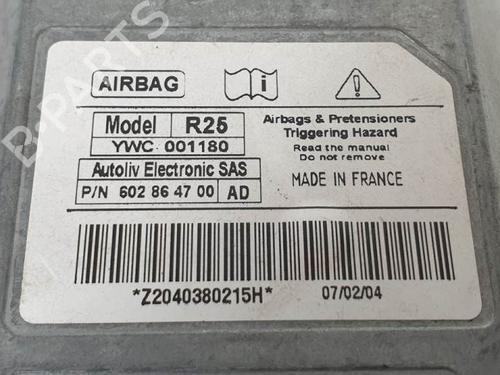 AIRBAG
Model R25
YWC 001180
Autoliv Electronic SAS
P/N 602 86 47 00 AD
Airbags & Pretensioners
Triggering Hazard
Read the manual
Do not remove
MADE IN FRANCE
*Z2040380215H*
07/02/04
B-PARTS